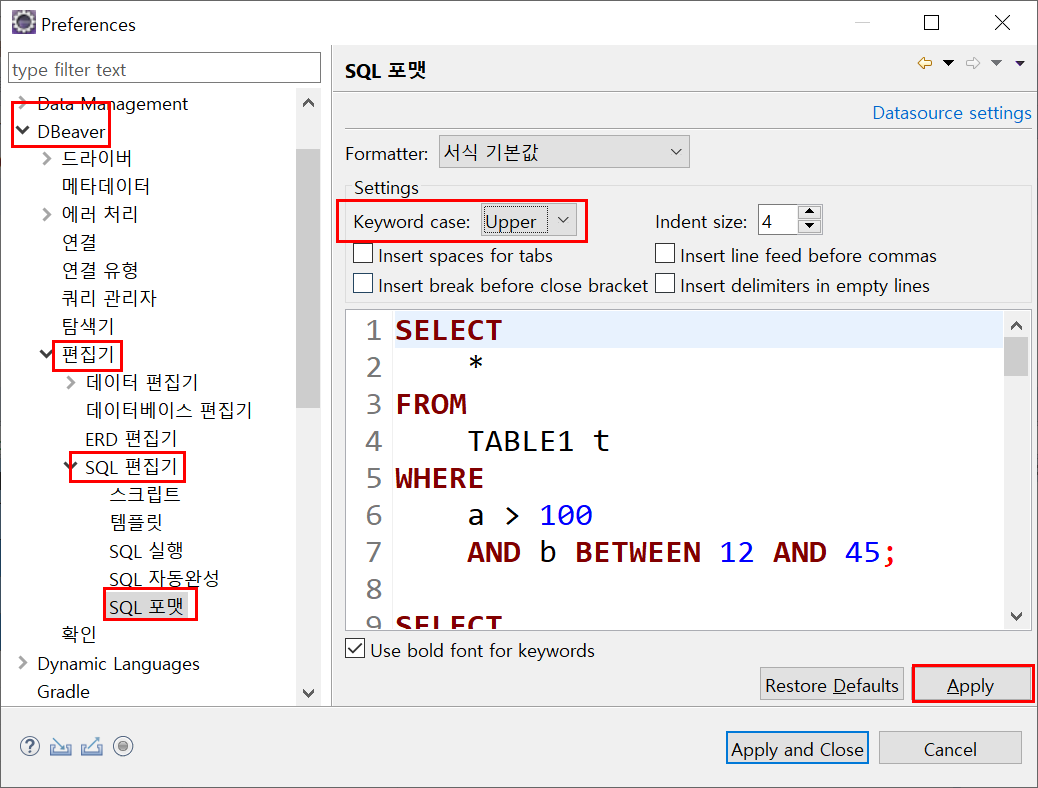 Preferences
type filter text
Data Management
DBeaver
드라이버
메타데이터
에러 처리
연결
연결 유형
쿼리 관리자
탐색기
편집기
데이터 편집기
데이터베이스 편집기
ERD 편집기
SQL 편집기
스크립트
템플릿
SQL 실행
SQL 자동완성
SQL 포맷
확인
Dynamic Languages
Gradle
SQL 포맷
Datasource settings
Formatter: 서식 기본값
Settings
Keyword case: Upper Indent size: 4
Insert spaces for tabs Insert line feed before commas
Insert break before close bracket Insert delimiters in empty lines
1 SELECT
2 *
3 FROM
4 TABLE1 t
5 WHERE
6 a > 100
7 AND b BETWEEN 12 AND 45;
8
9 SELECT
Use bold font for keywords
Restore Defaults Apply
? Apply and Close Cancel